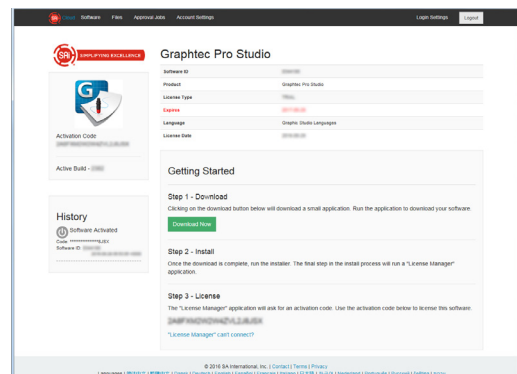 SAi Cloud Software Files Approval Jobs Account Settings Login Settings Logout
SAi SIMPLIFYING EXCELLENCE
Graphtec Pro Studio
Software ID
Product Graphtec Pro Studio
License Type
Expires
Language Graphic Studio Languages
License Date
Activation Code
Active Build -
Getting Started
Step 1 - Download
Clicking on the download button below will download a small application. Run the application to download your software.
Download Now
History
Software Activated
Code: 
Software ID:
Step 2 - Install
Once the download is complete, run the installer. The final step in the install process will run a "License Manager"
application.
Step 3 - License
The "License Manager" application will ask for an activation code. Use the activation code below to license this software.
"License Manager" can't connect?
© 2016 SA International, Inc. | Contact | Terms | Privacy